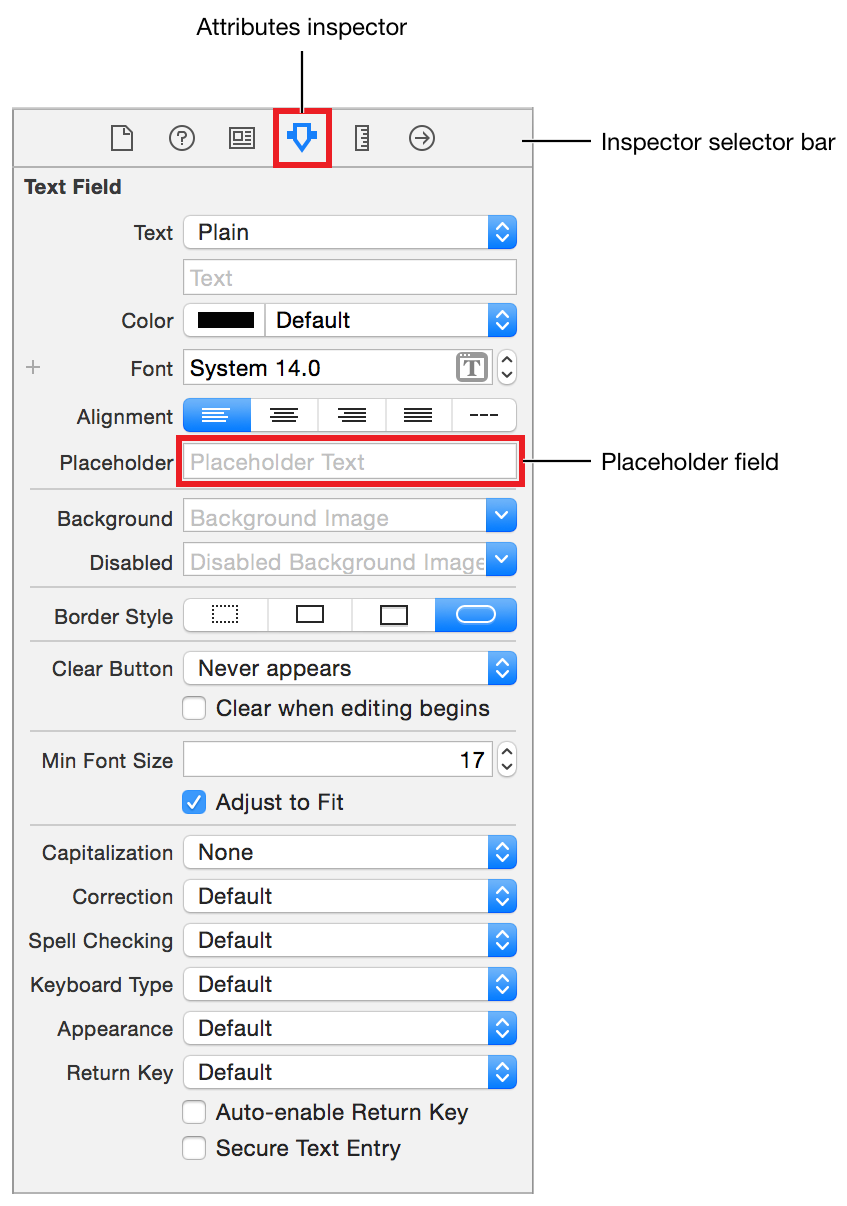 Attributes inspector
Inspector selector bar
Text Field
Text Plain
Text
Color Default
+ Font System 14.0 T
Alignment
Placeholder Placeholder Text Placeholder field
Background Background Image
Disabled Disabled Background Image
Border Style
Clear Button Never appears
Clear when editing begins
Min Font Size 17
Adjust to Fit
Capitalization None
Correction Default
Spell Checking Default
Keyboard Type Default
Appearance Default
Return Key Default
Auto-enable Return Key
Secure Text Entry